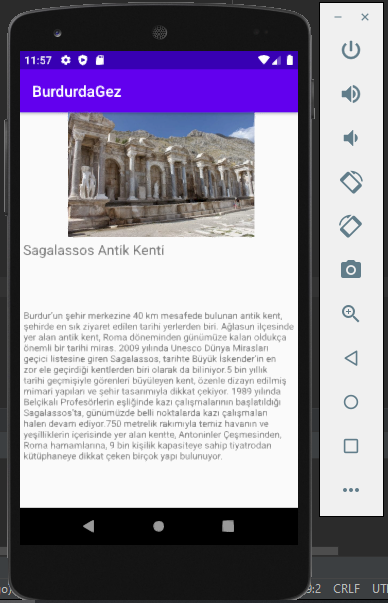 11:57
BurdurdaGez
Sagalassos Antik Kenti
Burdur'un şehir merkezine 40 km mesafede bulunan antik kent,
şehirde en sık ziyaret edilen tarihi yerlerden biri. Ağlasun ilçesinde
yer alan antik kent, Roma döneminden günümüze kalan oldukça
önemli bir tarihi miras. 2009 yılında Unesco Dünya Mirasları
geçici listesine giren Sagalassos, tarihte Büyük İskender'in en
zor ele geçirdiği kentlerden biri olarak da biliniyor.5 bin yıllık
tarihi geçmişiyle görenleri büyüleyen kent, özenle dizayn edilmiş
mimari yapıları ve şehir tasarımıyla dikkat çekiyor. 1989 yılında
Belçikalı Profesörlerin eşliğinde kazı çalışmalarının başlatıldığı
Sagalassos'ta, günümüzde belli noktalarda kazı çalışmaları
halen devam ediyor.750 metrelik rakımıyla temiz havanın ve
yeşilliklerin içerisinde yer alan kentte, Antoninler Çeşmesinden,
Roma hamamlarına, 9 bin kişilik kapasiteye sahip tiyatrodan
kütüphaneye dikkat çeken birçok yapı bulunuyor.
9:2 CRLF UT